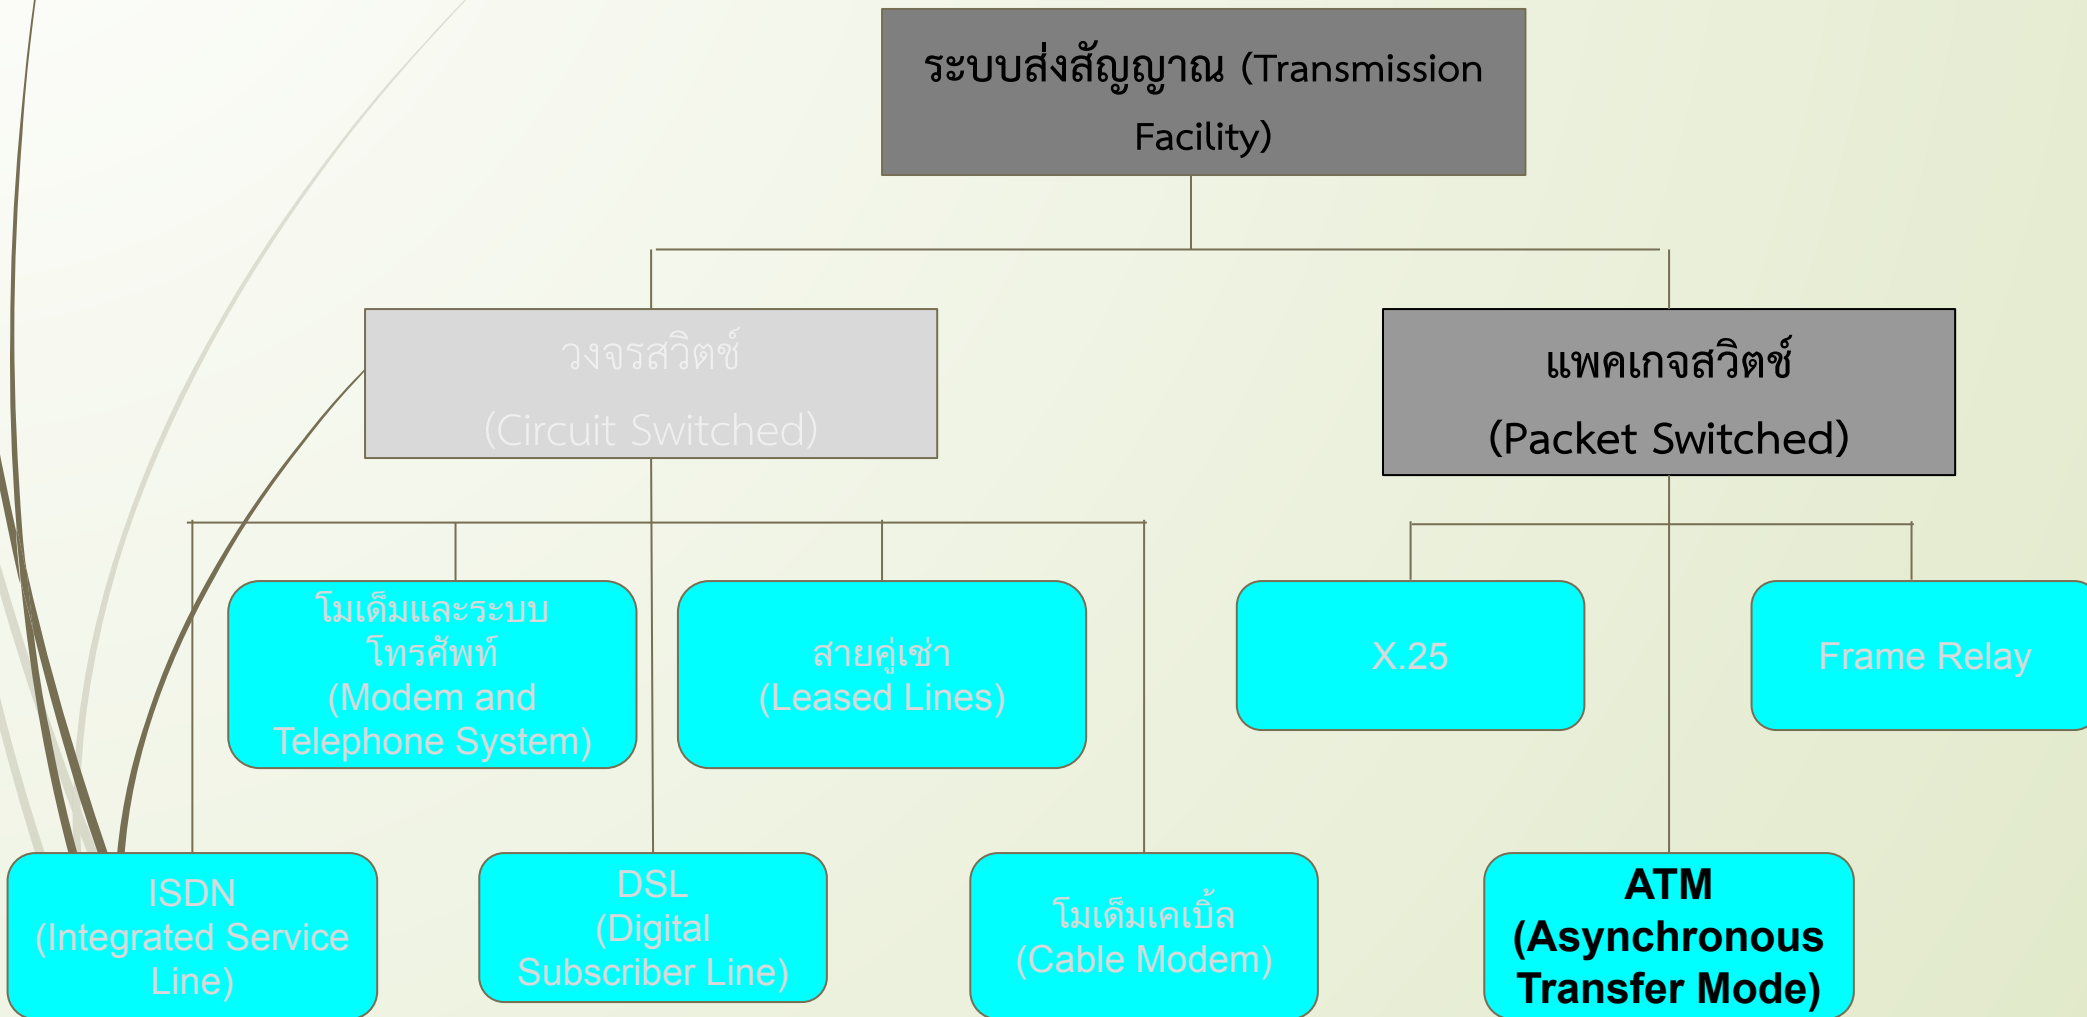 ระบบส่งสัญญาณ (Transmission
Facility)
วงจรสวิตช์
(Circuit Switched)
แพคเกจสวิตช์
(Packet Switched)
โมเด็มและระบบ
โทรศัพท์
(Modem and
Telephone System)
สายคู่เช่า
(Leased Lines)
X.25
Frame Relay
ISDN
(Integrated Service
Line)
DSL
(Digital
Subscriber Line)
โมเด็มเคเบิ้ล
(Cable Modem)
ATM
(Asynchronous
Transfer Mode)